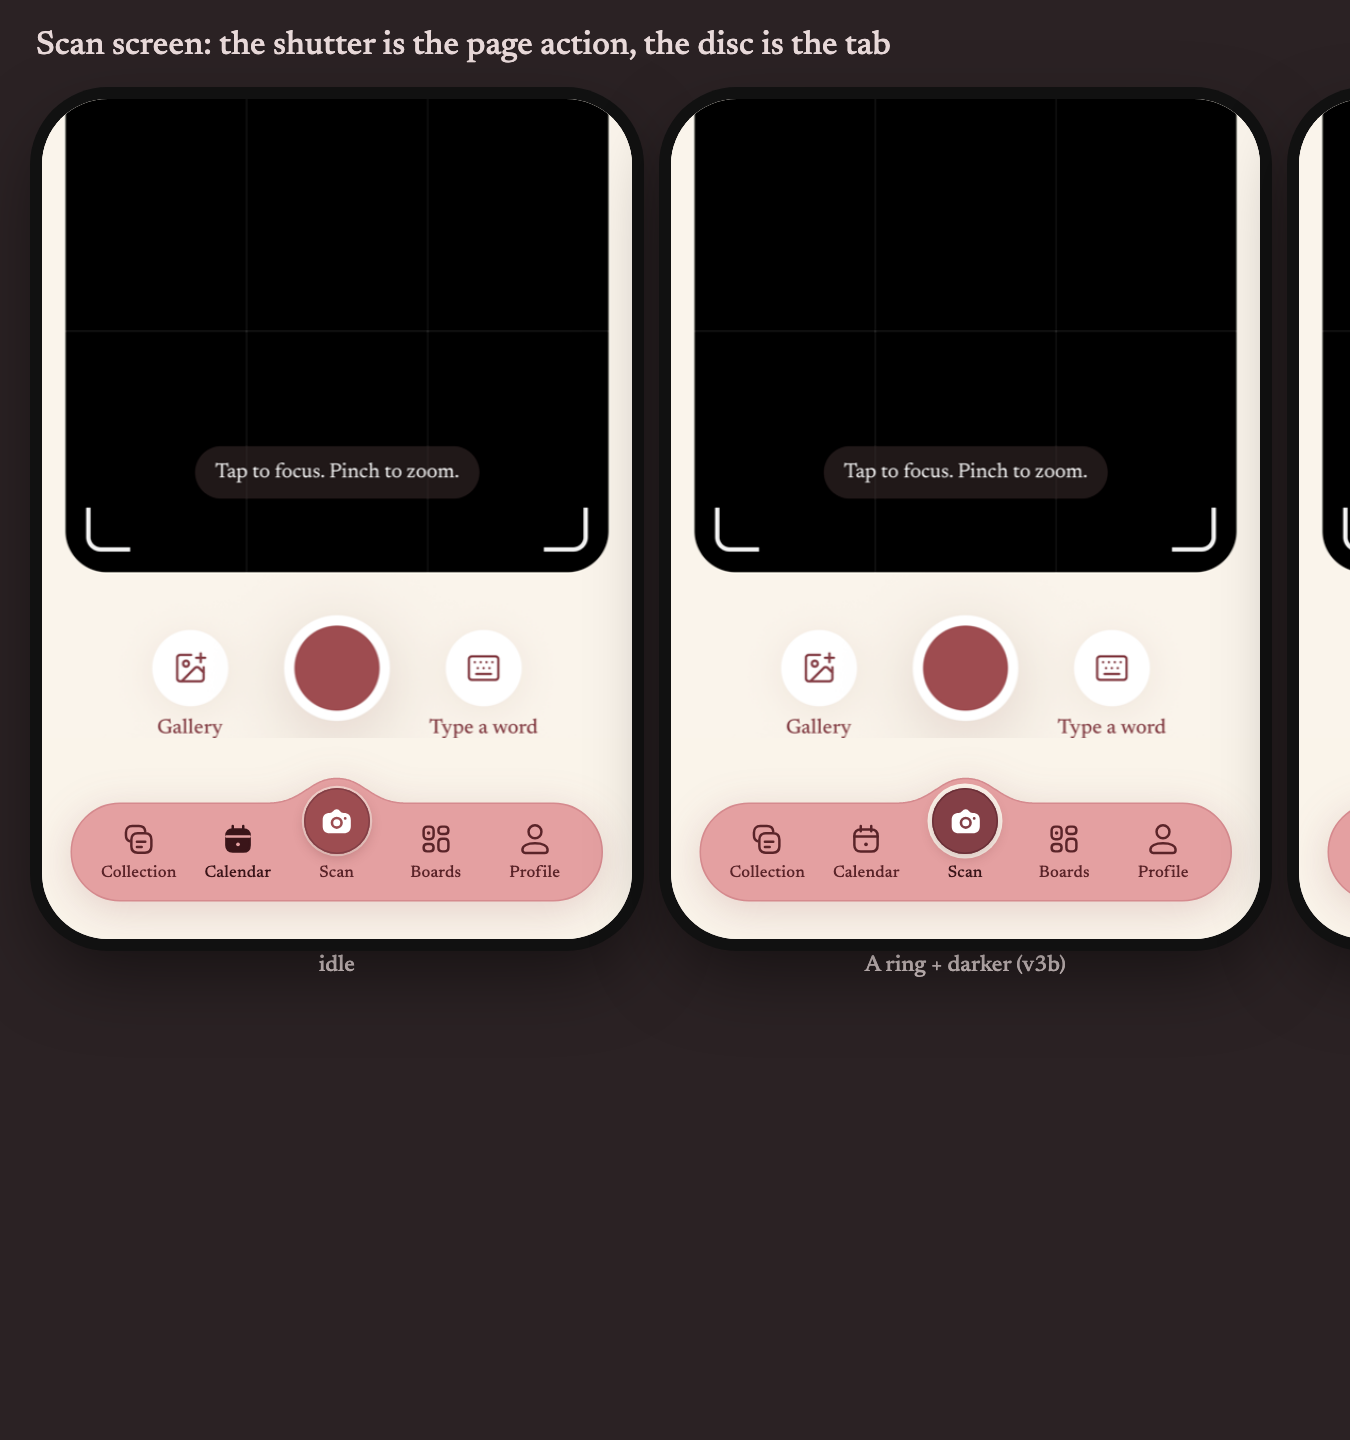 Scan screen: the shutter is the page action, the disc is the tab
Tap to focus. Pinch to zoom.
Gallery
Type a word
Collection
Calendar
Scan
Boards
Profile
idle
Tap to focus. Pinch to zoom.
Gallery
Type a word
Collection
Calendar
Scan
Boards
Profile
A ring + darker (v3b)